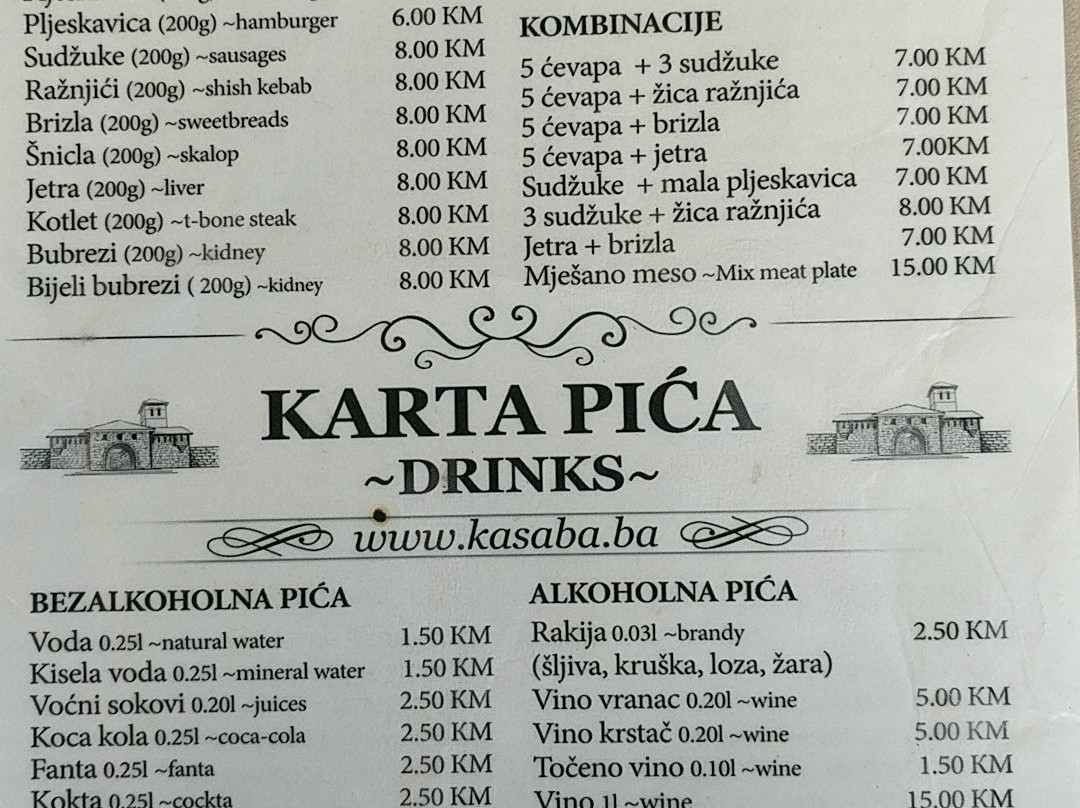 Pljeskavica (200g) ~hamburger 6.00 KM
Sudžuke (200g) ~sausages 8.00 KM
Ražnjići (200g) ~shish kebab 8.00 KM
Brizla (200g) ~sweetbreads 8.00 KM
Šnicla (200g) ~skalop 8.00 KM
Jetra (200g) ~liver 8.00 KM
Kotlet (200g) ~t-bone steak 8.00 KM
Bubrezi (200g) ~kidney 8.00 KM
Bijeli bubrezi ( 200g) ~kidney 8.00 KM
KOMBINACIJE
5 ćevapa + 3 sudžuke 7.00 KM
5 ćevapa + žica ražnjića 7.00 KM
5 ćevapa + brizla 7.00 KM
5 ćevapa + jetra 7.00KM
Sudžuke + mala pljeskavica 7.00 KM
3 sudžuke + žica ražnjića 8.00 KM
Jetra + brizla 7.00 KM
Mješano meso ~Mix meat plate 15.00 KM
KARTA PIĆA
~DRINKS~
www.kasaba.ba
BEZALKOHOLNA PIĆA
Voda 0.25l ~natural water 1.50 KM
Kisela voda 0.25l ~mineral water 1.50 KM
Voćni sokovi 0.20l ~juices 2.50 KM
Koca kola 0.25l ~coca-cola 2.50 KM
Fanta 0.25l ~fanta 2.50 KM
Kokta 0.25l ~cockta 2.50 KM
ALKOHOLNA PIĆA
Rakija 0.03l ~brandy 2.50 KM
(šljiva, kruška, loza, žara)
Vino vranac 0.20l ~wine 5.00 KM
Vino krstač 0.20l ~wine 5.00 KM
Točeno vino 0.10l ~wine 1.50 KM
Vino 1l ~wine 15.00 KM